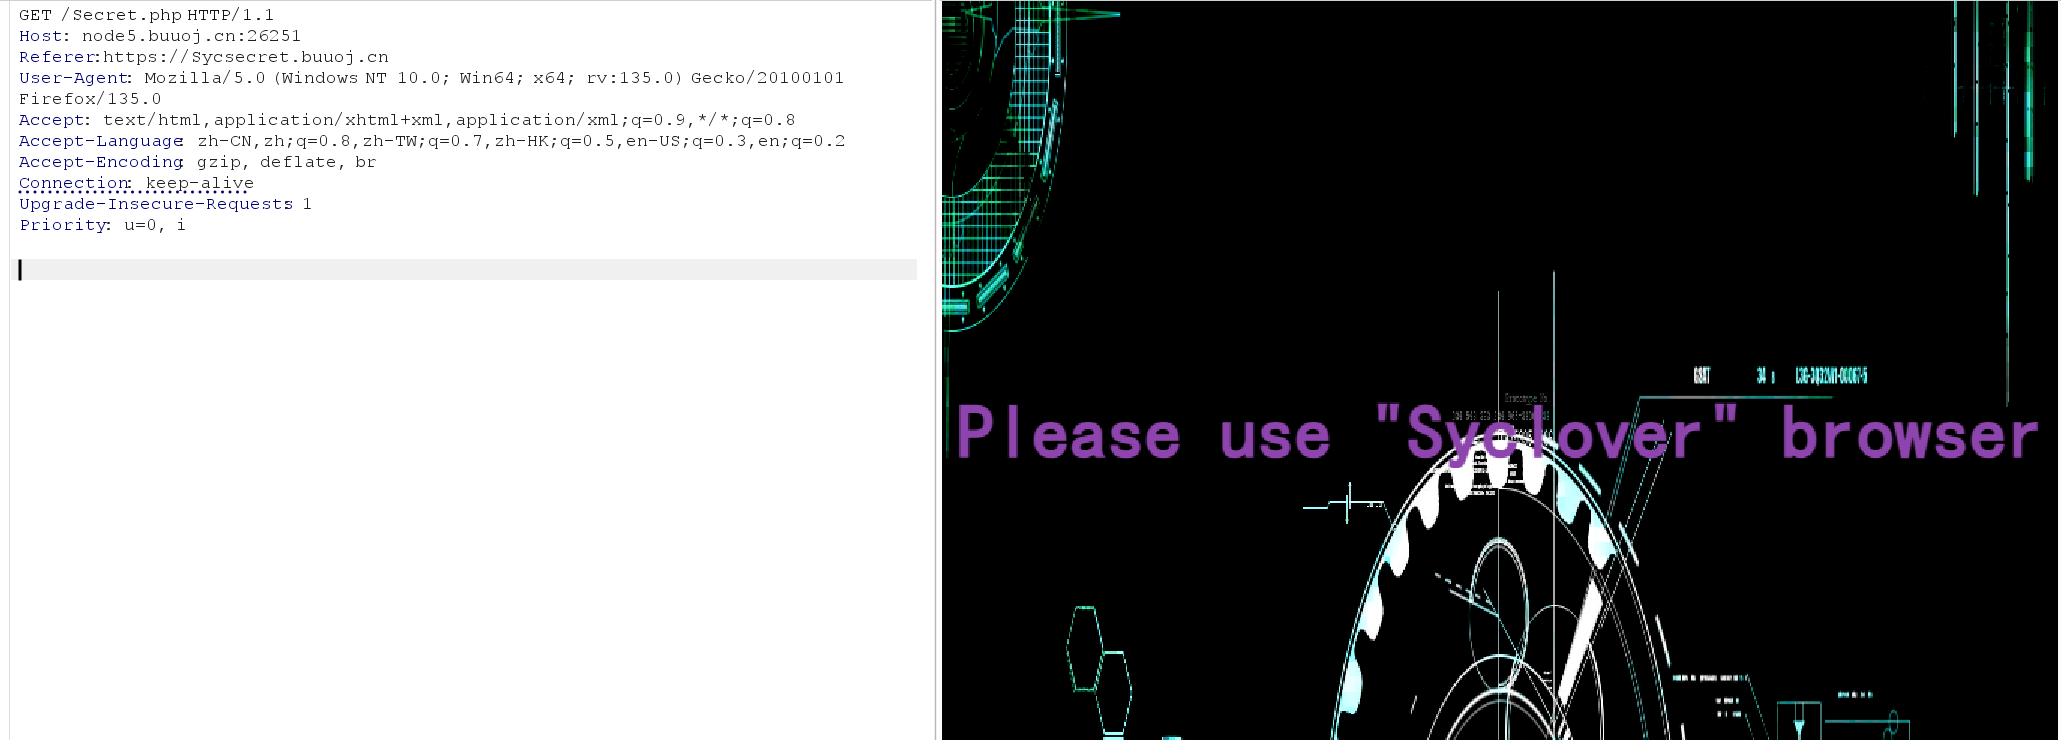 GET /Secret.php HTTP/1.1
Host: node5.buuoj.cn:26251
Referer:https://Sycsecret.buuoj.cn
User-Agent: Mozilla/5.0 (Windows NT 10.0; Win64; x64; rv:135.0) Gecko/20100101
Firefox/135.0
Accept: text/html,application/xhtml+xml,application/xml;q=0.9,*/*;q=0.8
Accept-Language: zh-CN,zh;q=0.8,zh-TW;q=0.7,zh-HK;q=0.5,en-US;q=0.3,en;q=0.2
Accept-Encoding: gzip, deflate, br
Connection: keep-alive
Upgrade-Insecure-Requests: 1
Priority: u=0, i
Please use "Syclover" browser